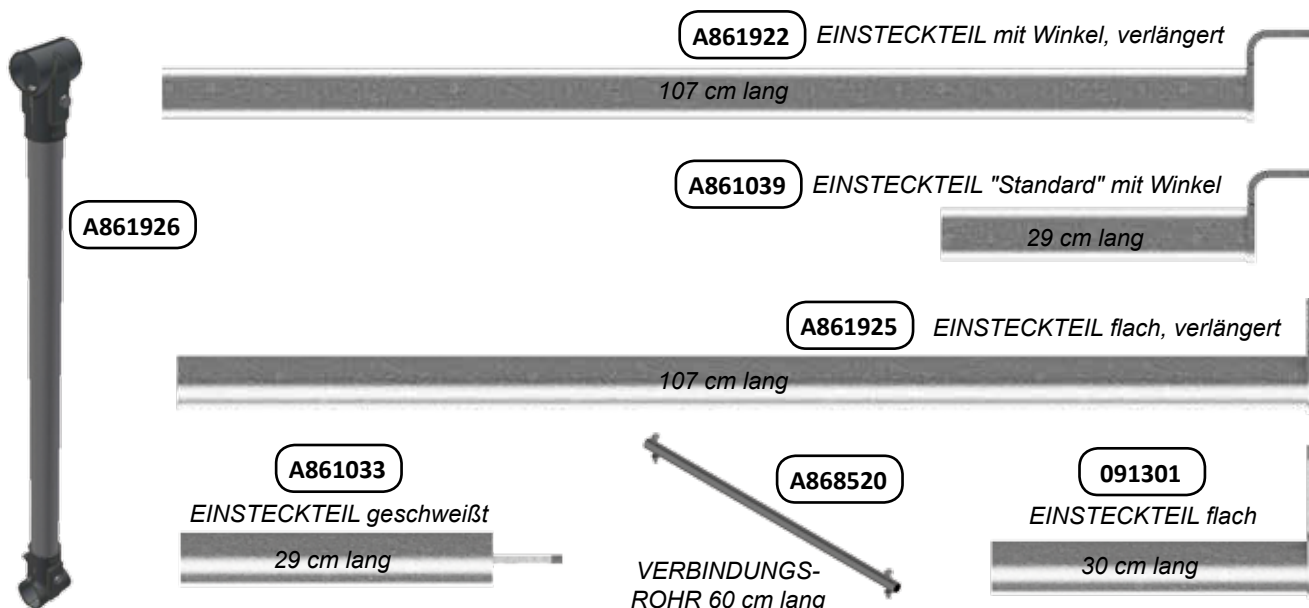 A861922 EINSTECKTEIL mit Winkel, verlängert
107 cm lang
A861039 EINSTECKTEIL "Standard" mit Winkel
29 cm lang
A861926
A861925 EINSTECKTEIL flach, verlängert
107 cm lang
A861033
EINSTECKTEIL geschweißt
29 cm lang
A868520
VERBINDUNGS-
ROHR 60 cm lang
091301
EINSTECKTEIL flach
30 cm lang